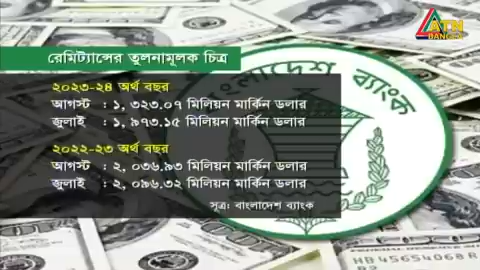 ATN
BANGLA
রেমিট্যান্সের তুলনামূলক চিত্র
২০২৩-২৪ অর্থ বছর
আগস্ট : ১, ৩২৩.০৭ মিলিয়ন মার্কিন ডলার
জুলাই : ১, ৯৭৩.১৫ মিলিয়ন মার্কিন ডলার
২০২২-২৩ অর্থ বছর
আগস্ট : ২, ০৩৬.৯৩ মিলিয়ন মার্কিন ডলার
জুলাই : ২, ০৯৬.৩২ মিলিয়ন মার্কিন ডলার
সূত্র: বাংলাদেশ ব্যাংক
বাংলাদেশ ব্যাংক